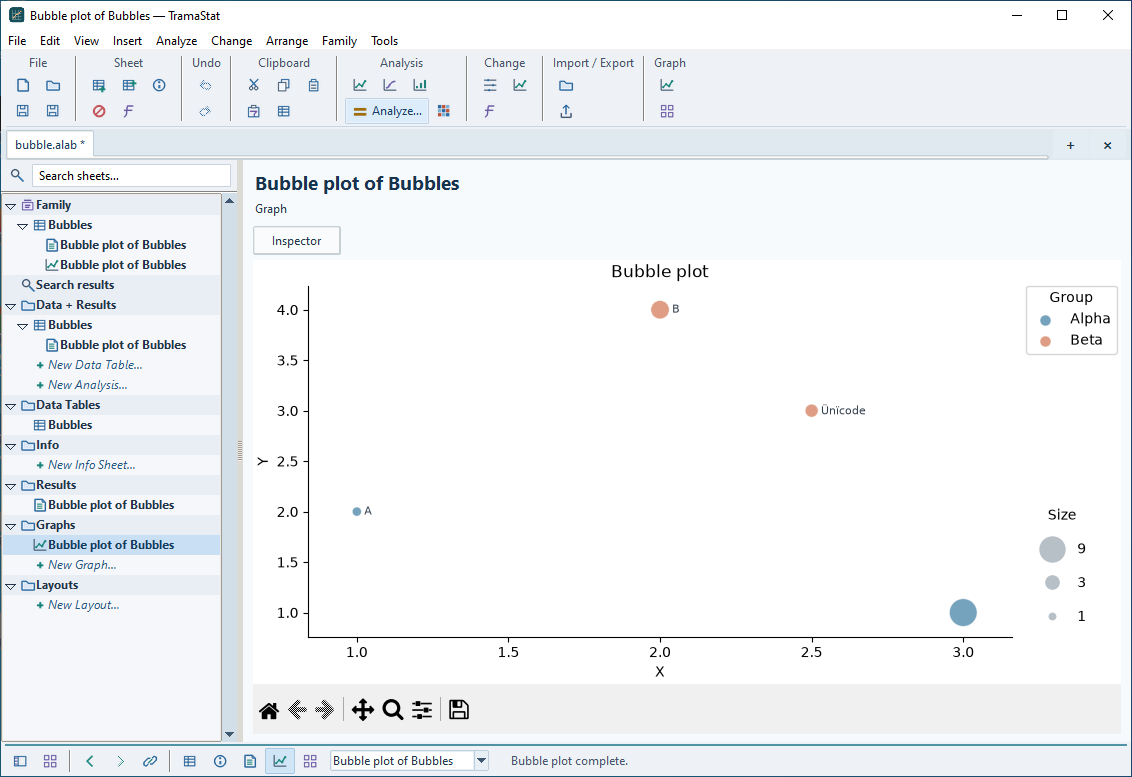 Bubble plot of Bubbles — TramaStat
File Edit View Insert Analyze Change Arrange Family Tools
File Sheet Undo Clipboard Analysis Change Import / Export Graph
Analyze...
bubble.alab *
Search sheets...
Family
Bubbles
Bubble plot of Bubbles
Bubble plot of Bubbles
Search results
Data + Results
Bubbles
Bubble plot of Bubbles
+ New Data Table...
+ New Analysis...
Data Tables
Bubbles
Info
+ New Info Sheet...
Results
Bubble plot of Bubbles
Graphs
Bubble plot of Bubbles
+ New Graph...
Layouts
+ New Layout...
Bubble plot of Bubbles
Graph
Inspector
Bubble plot
4.0
3.5
3.0
2.5
2.0
1.5
1.0
Y
B
Ünïcode
A
1.0 1.5 2.0 2.5 3.0
X
Group
Alpha
Beta
Size
9
3
1
Bubble plot of Bubbles
Bubble plot complete.